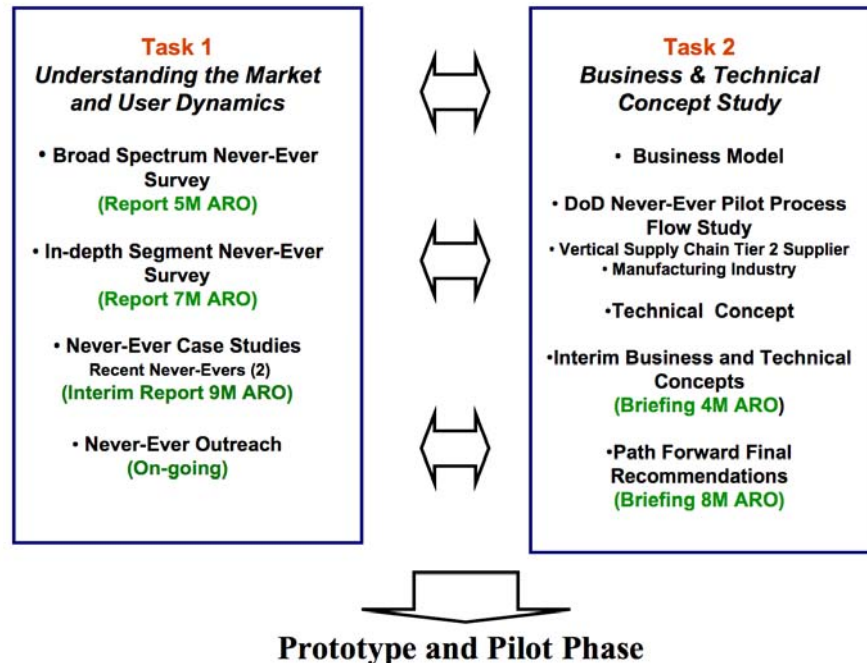 Task 1
Understanding the Market
and User Dynamics
• Broad Spectrum Never-Ever
Survey
(Report 5M ARO)
• In-depth Segment Never-Ever
Survey
(Report 7M ARO)
• Never-Ever Case Studies
Recent Never-Evers (2)
(Interim Report 9M ARO)
• Never-Ever Outreach
(On-going)
Task 2
Business & Technical
Concept Study
• Business Model
• DoD Never-Ever Pilot Process
Flow Study
• Vertical Supply Chain Tier 2 Supplier
• Manufacturing Industry
•Technical Concept
•Interim Business and Technical
Concepts
(Briefing 4M ARO)
•Path Forward Final
Recommendations
(Briefing 8M ARO)
Prototype and Pilot Phase